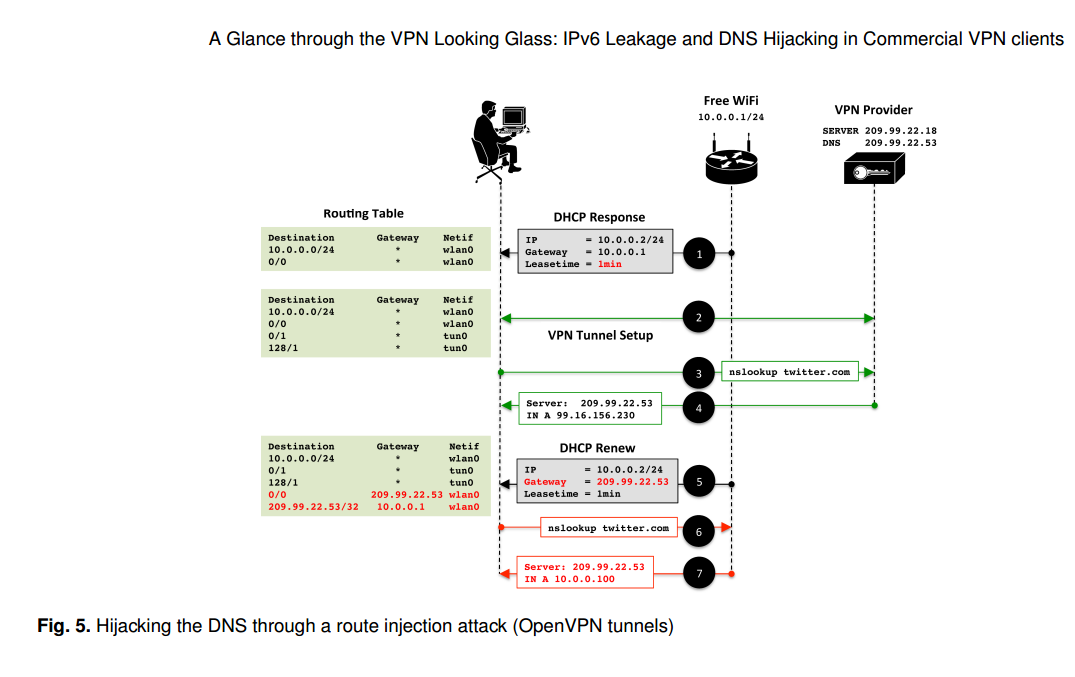 A Glance through the VPN Looking Glass: IPv6 Leakage and DNS Hijacking in Commercial VPN clients
Free WiFi
10.0.0.1/24
VPN Provider
SERVER 209.99.22.18
DNS 209.99.22.53
Routing Table
Destination Gateway Netif
10.0.0.0/24 * wlan0
0/0 * wlan0
DHCP Response
IP = 10.0.0.2/24
Gateway = 10.0.0.1
Leasetime = 1min
1
Destination Gateway Netif
10.0.0.0/24 * wlan0
0/0 * wlan0
0/1 * tun0
128/1 * tun0
2
VPN Tunnel Setup
3
nslookup twitter.com
Server: 209.99.22.53
IN A 99.16.156.230
4
Destination Gateway Netif
10.0.0.0/24 * wlan0
0/1 * tun0
128/1 * tun0
0/0 209.99.22.53 wlan0
209.99.22.53/32 10.0.0.1 wlan0
DHCP Renew
IP = 10.0.0.2/24
Gateway = 209.99.22.53
Leasetime = 1min
5
nslookup twitter.com
6
Server: 209.99.22.53
IN A 10.0.0.100
7
Fig. 5. Hijacking the DNS through a route injection attack (OpenVPN tunnels)